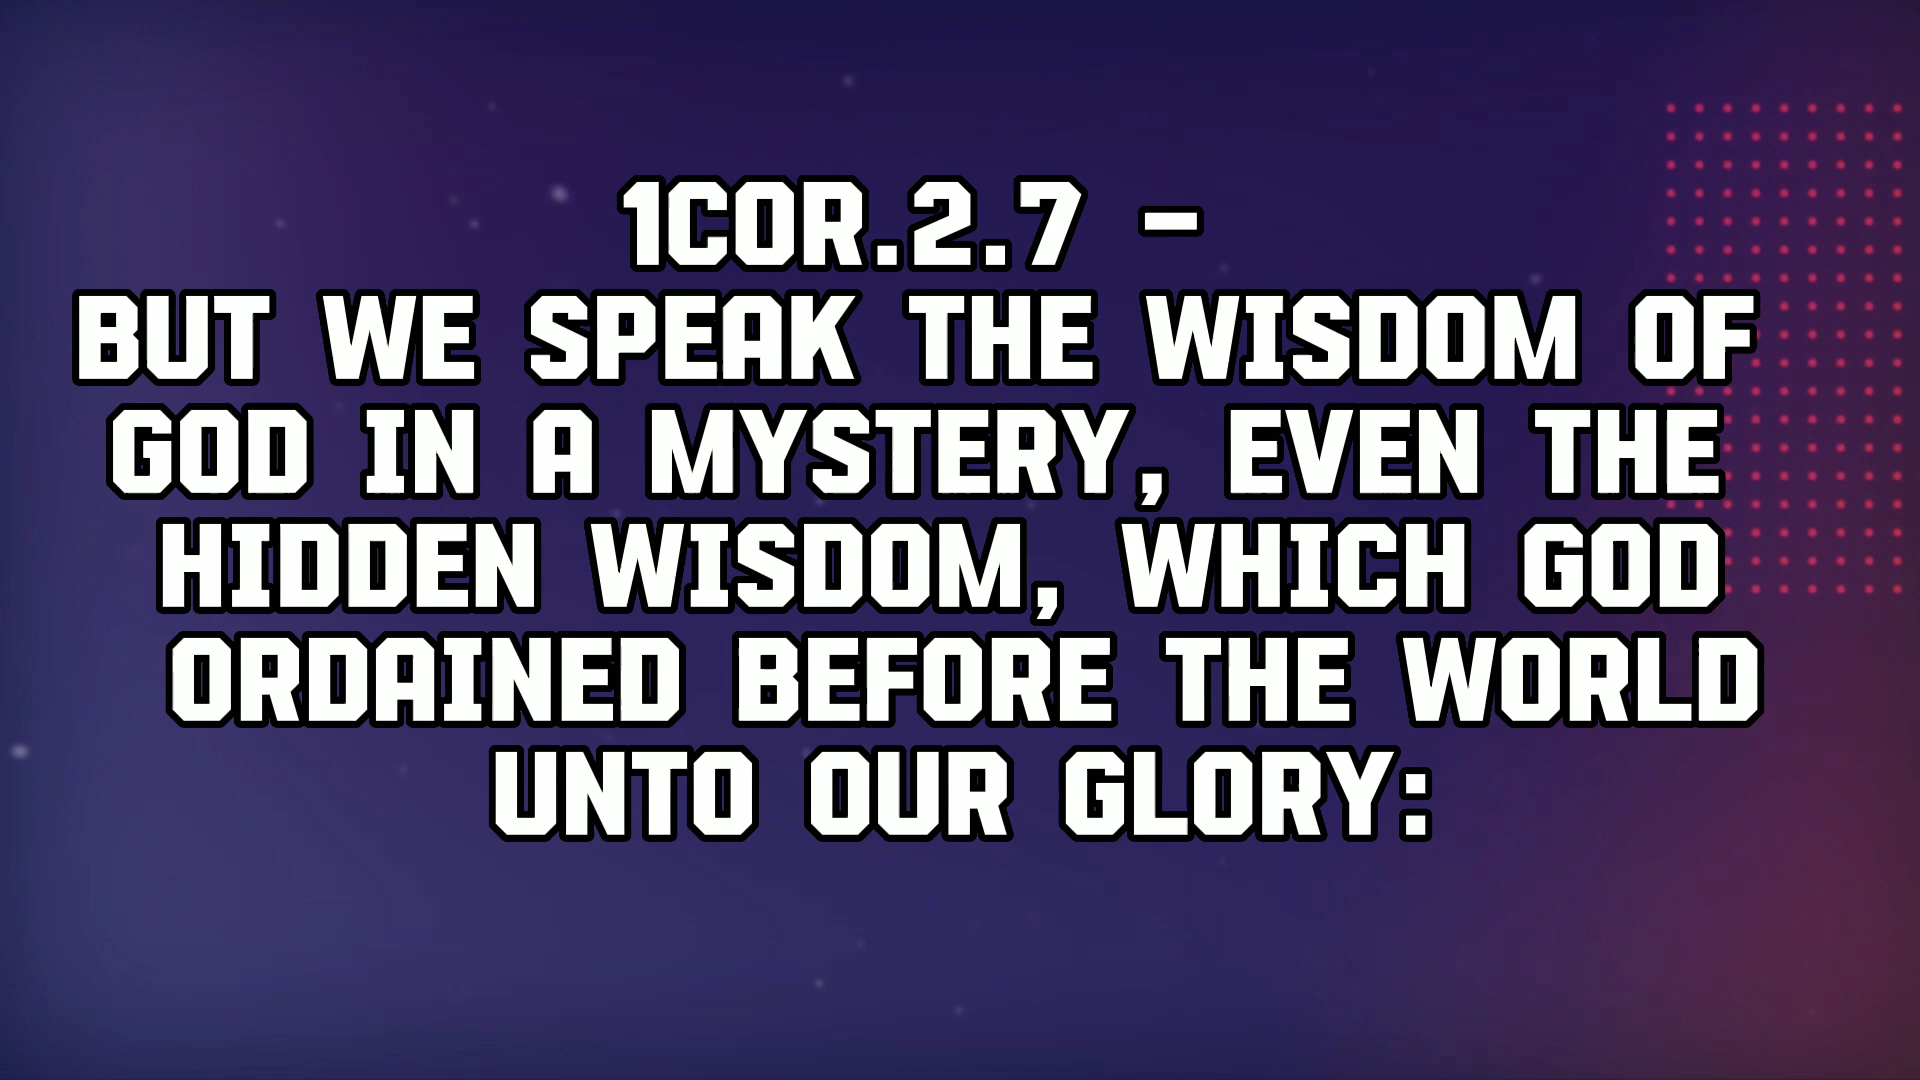 1COR.2.7 -
BUT WE SPEAK THE WISDOM OF
GOD IN A MYSTERY, EVEN THE
HIDDEN WISDOM, WHICH GOD
ORDAINED BEFORE THE WORLD
UNTO OUR GLORY: